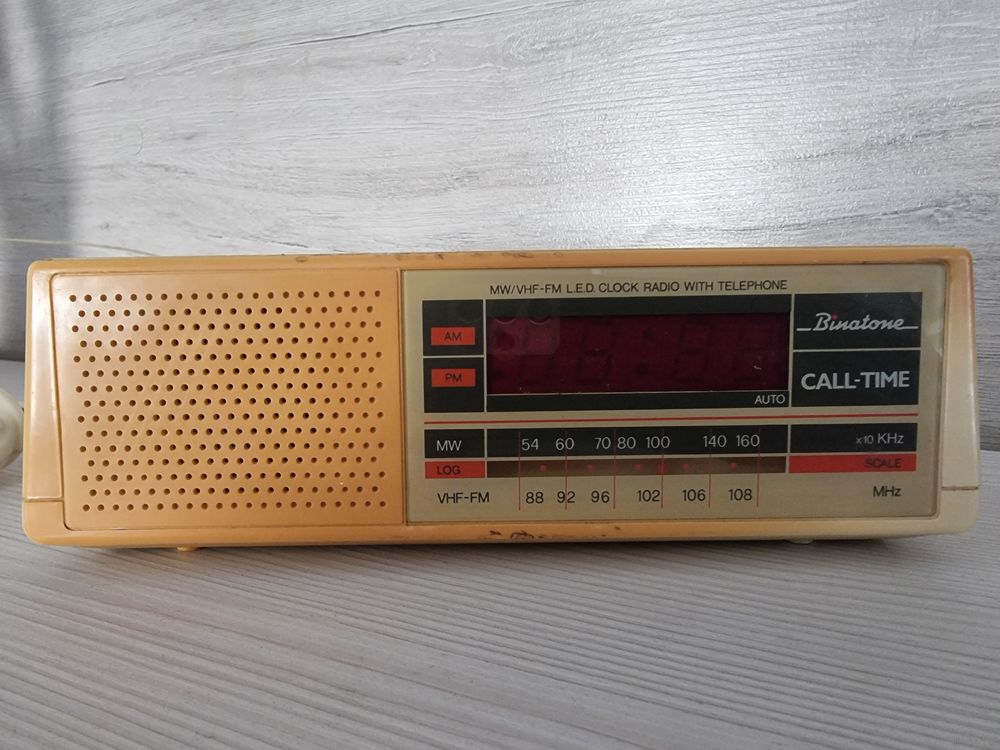 MW/VHF-FM L.E.D. CLOCK RADIO WITH TELEPHONE
AM
PM
AUTO
Binatone
CALL-TIME
MW 54 60 70 80 100 140 160 x10 KHz
LOG SCALE
VHF-FM 88 92 96 102 106 108 MHz